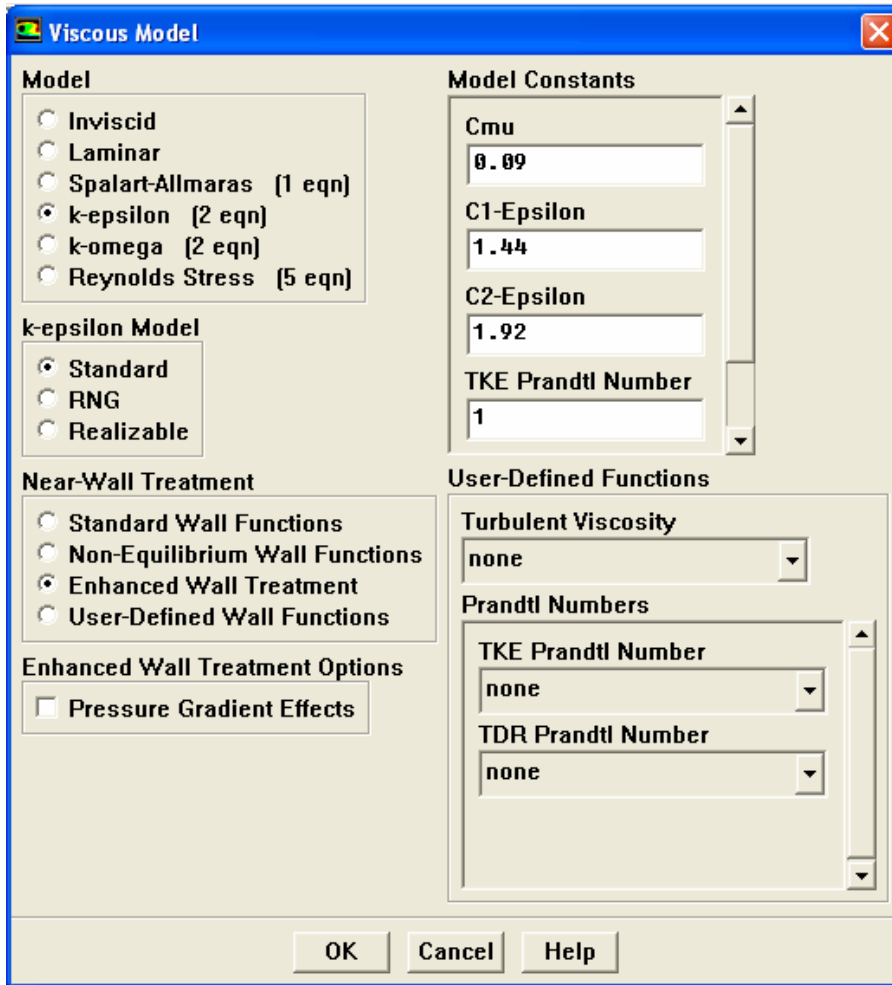 Viscous Model
Model
Inviscid
Laminar
Spalart-Allmaras (1 eqn)
k-epsilon (2 eqn)
k-omega (2 eqn)
Reynolds Stress (5 eqn)
k-epsilon Model
Standard
RNG
Realizable
Near-Wall Treatment
Standard Wall Functions
Non-Equilibrium Wall Functions
Enhanced Wall Treatment
User-Defined Wall Functions
Enhanced Wall Treatment Options
Pressure Gradient Effects
Model Constants
Cmu
0.09
C1-Epsilon
1.44
C2-Epsilon
1.92
TKE Prandtl Number
1
User-Defined Functions
Turbulent Viscosity
none
Prandtl Numbers
TKE Prandtl Number
none
TDR Prandtl Number
none
OK Cancel Help